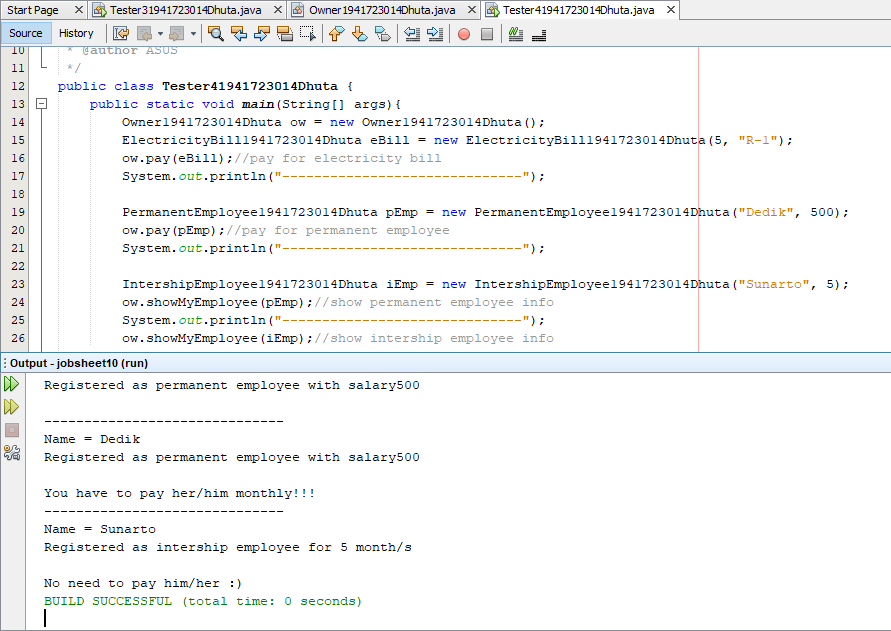 Start Page
Tester31941723014Dhuta.java
Owner1941723014Dhuta.java
Tester41941723014Dhuta.java
Source History
10 * @author ASUS
11 */
12 public class Tester41941723014Dhuta {
13 public static void main(String[] args){
14 Owner1941723014Dhuta ow = new Owner1941723014Dhuta();
15 ElectricityBill1941723014Dhuta eBill = new ElectricityBill1941723014Dhuta(5, "R-1");
16 ow.pay(eBill);//pay for electricity bill
17 System.out.println("------------------------------");
18
19 PermanentEmployee1941723014Dhuta pEmp = new PermanentEmployee1941723014Dhuta("Dedik", 500);
20 ow.pay(pEmp);//pay for permanent employee
21 System.out.println("------------------------------");
22
23 IntershipEmployee1941723014Dhuta iEmp = new IntershipEmployee1941723014Dhuta("Sunarto", 5);
24 ow.showMyEmployee(pEmp);//show permanent employee info
25 System.out.println("------------------------------");
26 ow.showMyEmployee(iEmp);//show intership employee info
Output - jobsheet10 (run)
Registered as permanent employee with salary500
------------------------------
Name = Dedik
Registered as permanent employee with salary500
You have to pay her/him monthly!!!
------------------------------
Name = Sunarto
Registered as intership employee for 5 month/s
No need to pay him/her :)
BUILD SUCCESSFUL (total time: 0 seconds)